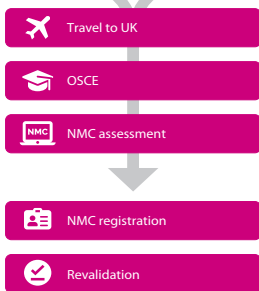 Travel to UK
OSCE
NMC NMC assessment
NMC registration
Revalidation